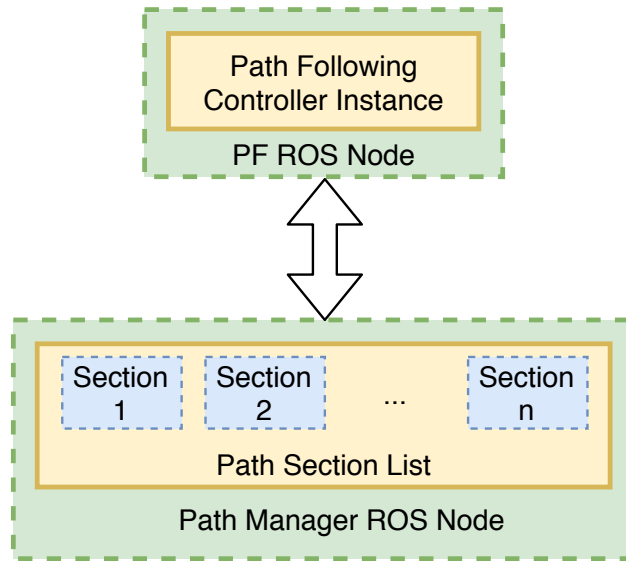 Path Following
Controller Instance
PF ROS Node
Section
1
Section
2
...
Section
n
Path Section List
Path Manager ROS Node